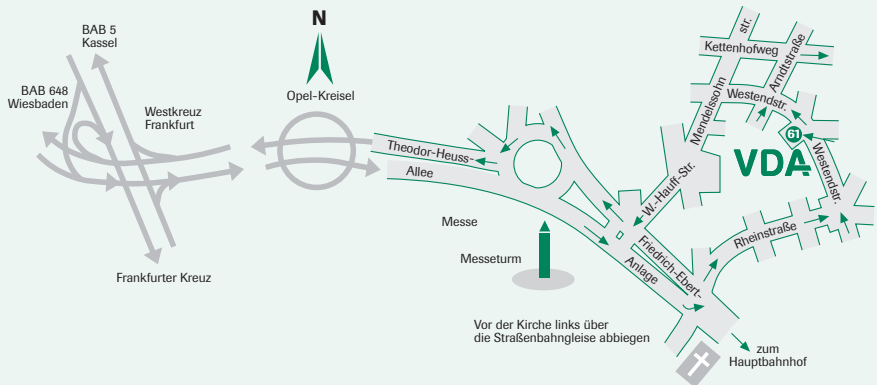 BAB 5
Kassel
BAB 648
Wiesbaden
Westkreuz
Frankfurt
Frankfurter Kreuz
N
Opel-Kreisel
Theodor-Heuss-
Allee
Messe
Messeturm
Vor der Kirche links über
die Straßenbahngleise abbiegen
Friedrich-Ebert-
Anlage
W.-Hauff-Str.
Mendelssohn
str.
Kettenhofweg
Arndtstraße
Westendstr.
61
VDA
Westendstr.
Rheinstraße
zum
Hauptbahnhof